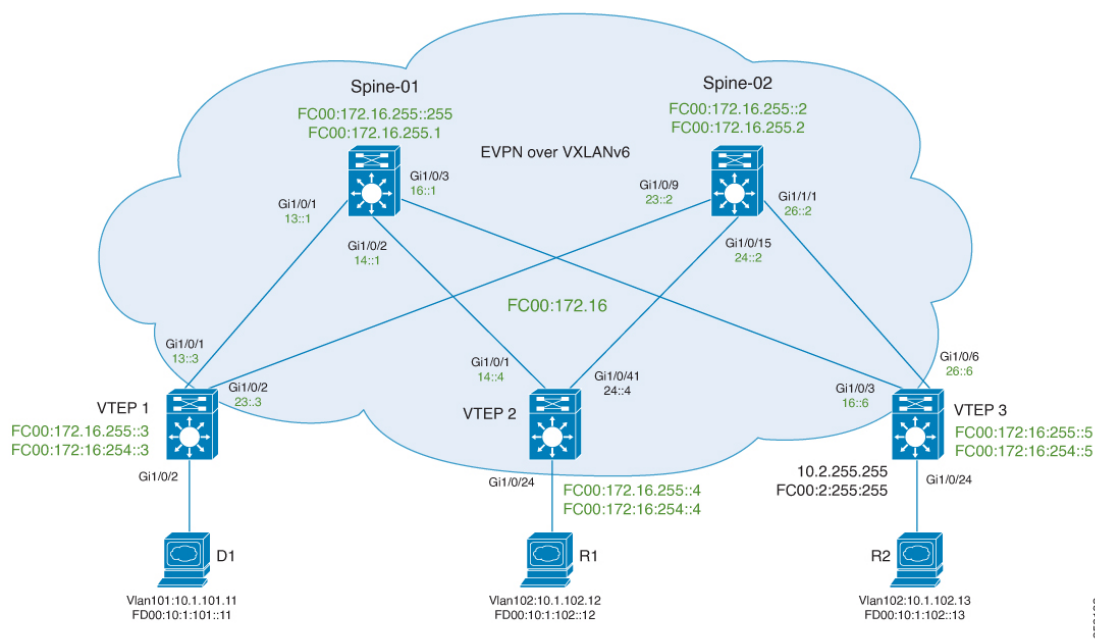 Spine-01
FC00:172.16.255::255
FC00:172.16.255.1
Spine-02
FC00:172.16.255::2
FC00:172.16.255.2
EVPN over VXLANv6
Gi1/0/3
16::1
Gi1/0/1
13::1
Gi1/0/2
14::1
Gi1/0/9
23::2
Gi1/1/1
26::2
Gi1/0/15
24::2
FC00:172.16
Gi1/0/1
13::3
Gi1/0/2
23::3
VTEP 1
FC00:172.16.255::3
FC00:172:16:254::3
Gi1/0/2
Gi1/0/1
14::4
Gi1/0/41
24::4
VTEP 2
Gi1/0/24
FC00:172.16.255::4
FC00:172:16:254::4
Gi1/0/6
26::6
Gi1/0/3
16::6
VTEP 3
FC00:172:16:255::5
FC00:172:16:254::5
10.2.255.255
FC00:2:255:255
Gi1/0/24
D1
Vlan101:10.1.101.11
FD00:10:1:101::11
R1
Vlan102:10.1.102.12
FD00:10:1:102::12
R2
Vlan102:10.1.102.13
FD00:10:1:102::13